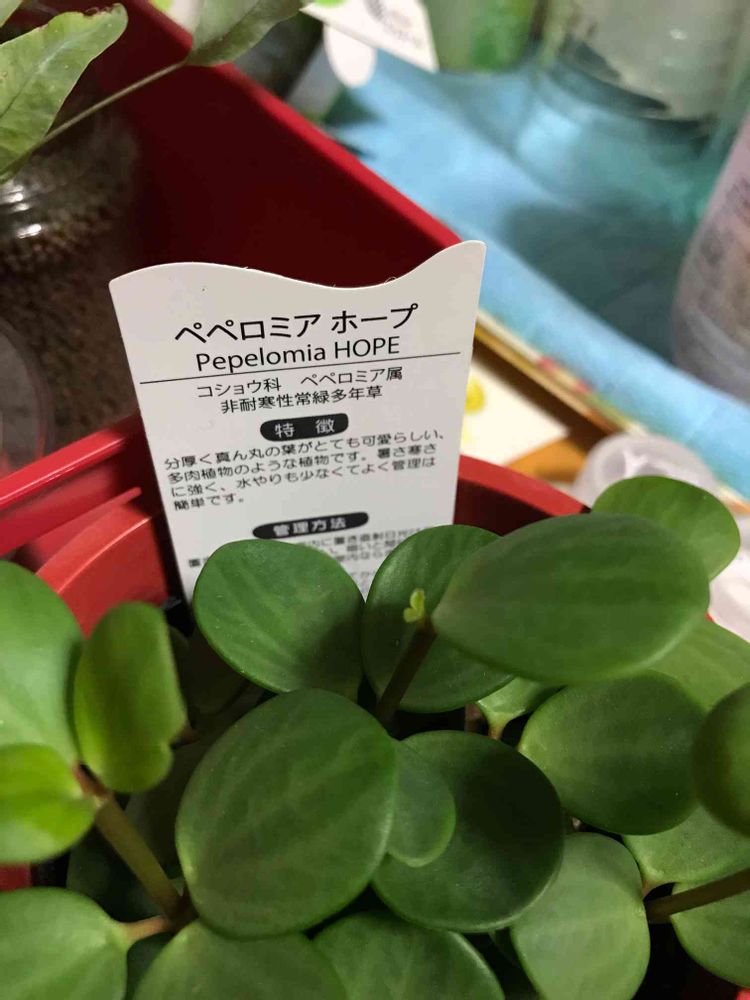 ペペロミア ホープ
Pepelomia HOPE
コショウ科 ペペロミア属
非耐寒性常緑多年草
特 徴
分厚く真ん丸の葉がとても可愛らしい、
多肉植物のような植物です。暑さ寒さ
に強く、水やりも少なくてよく管理は
簡単です。
管理方法